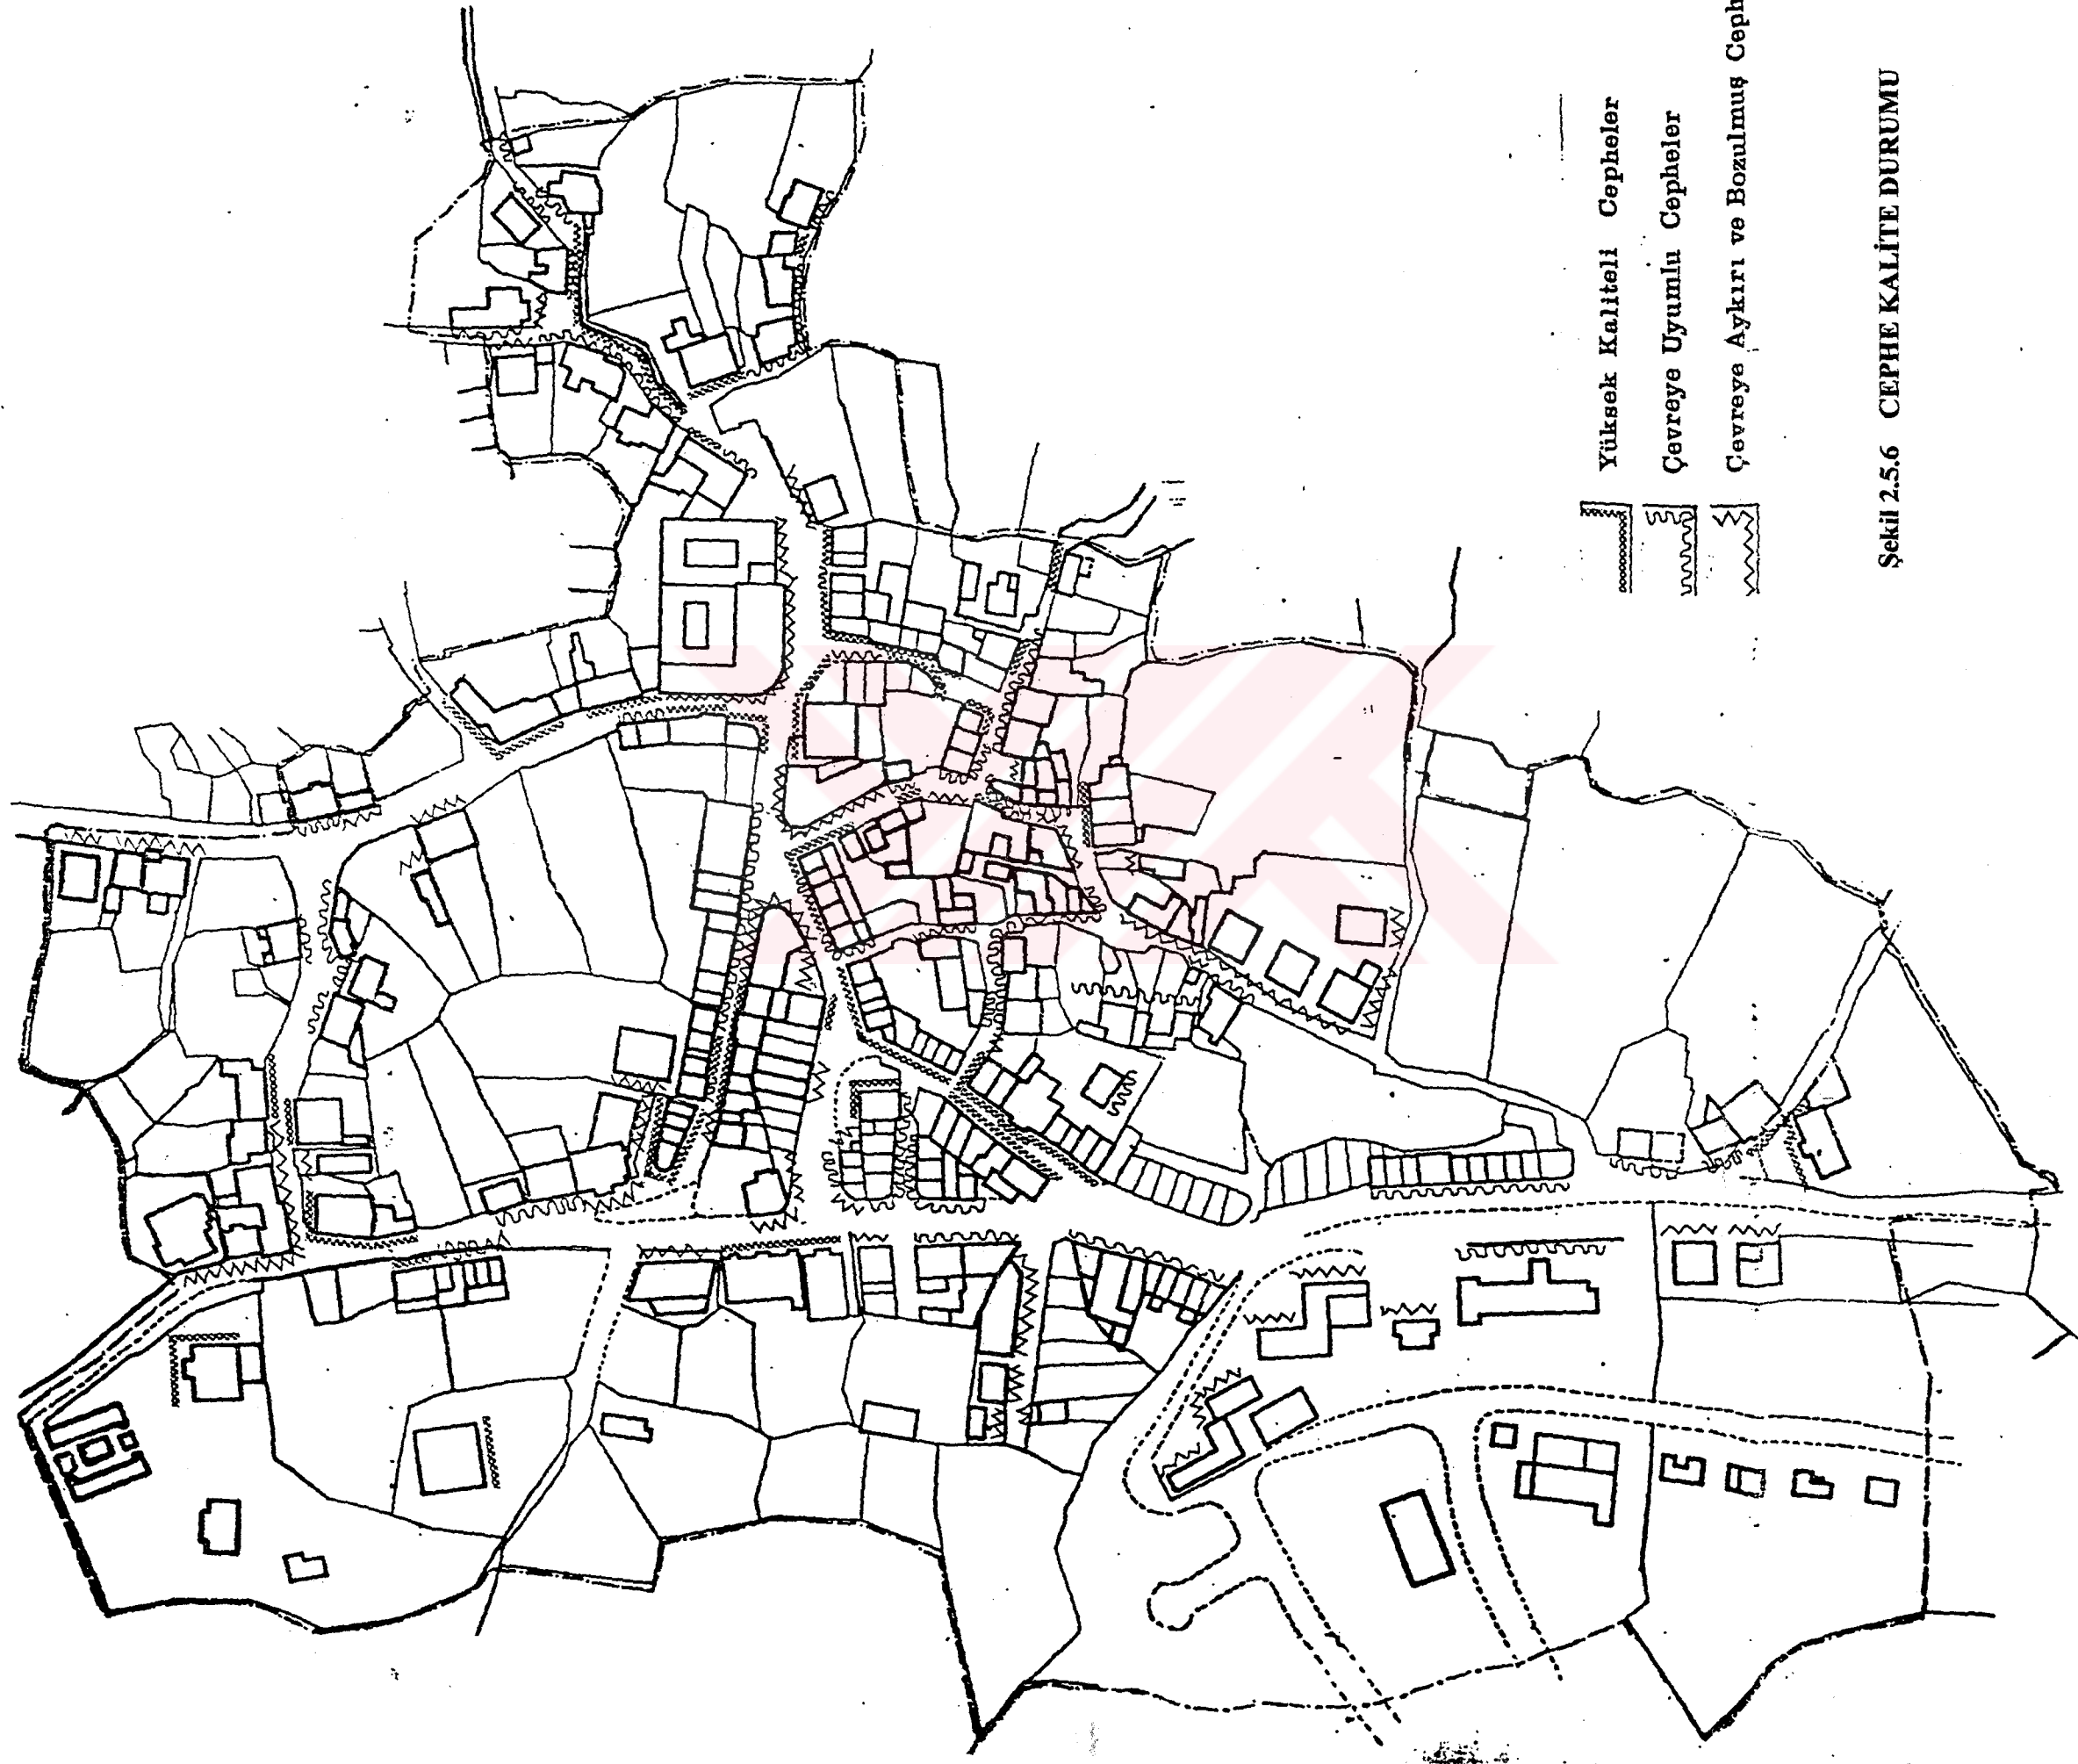 Yüksek Kaliteli Cepheler
Çevreye Uyumlu Cepheler
Çevreye Aykırı ve Bozulmuş Ceph
Şekil 2.5.6 CEPHE KALİTE DURUMU